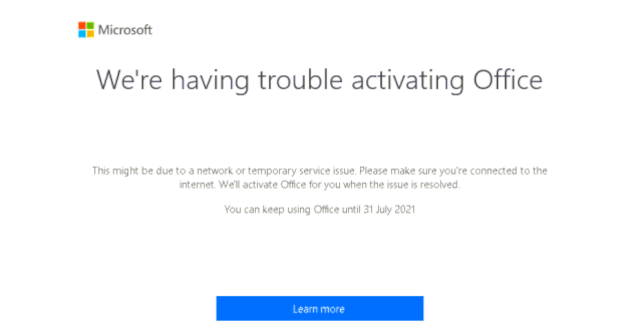 Microsoft
We're having trouble activating Office
This might be due to a network or temporary service issue. Please make sure you're connected to the
internet. We'll activate Office for you when the issue is resolved.
You can keep using Office until 31 July 2021
Learn more